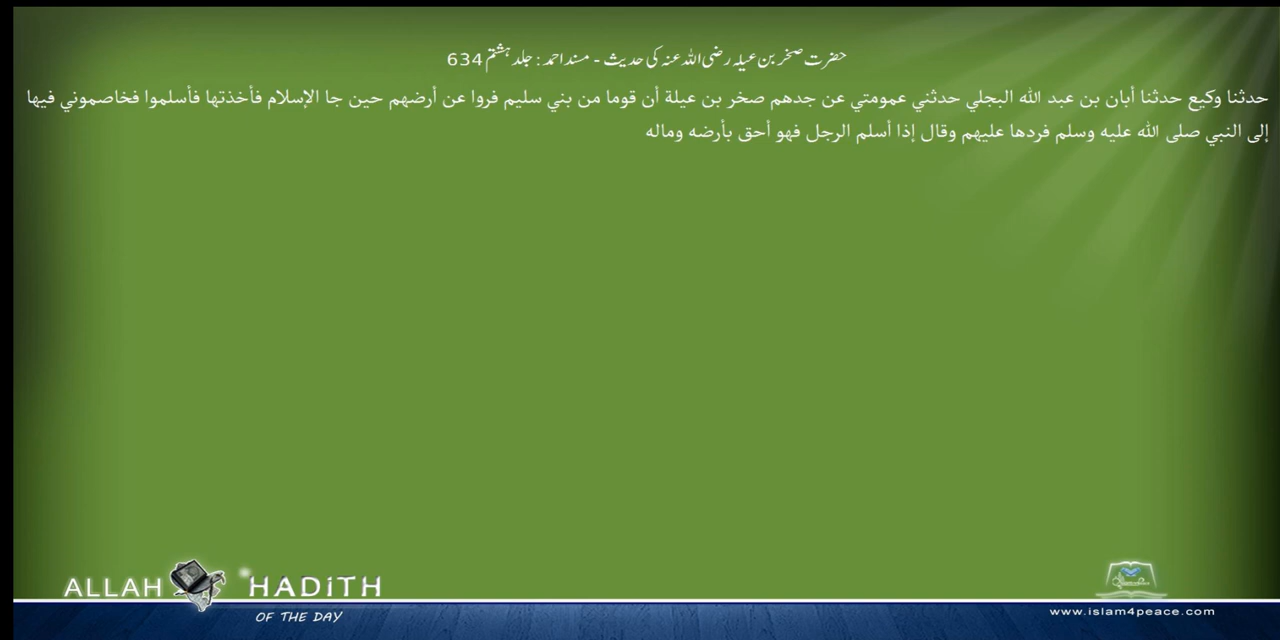 حضرت صخر بن عیلہ رضی اللہ عنہ کی حدیث - مسند احمد : جلد ہشتم 634
حدثنا وكيع حدثنا أبان بن عبد الله البجلي حدثني عمومتي عن جدهم صخر بن عيلة أن قوما من بني سليم فروا عن أرضهم حين جا الإسلام فأخذتها فأسلموا فخاصموني فيها
إلى النبي صلى الله عليه وسلم فردها عليهم وقال إذا أسلم الرجل فهو أحق بأرضه وماله
ALLAH HADITH
OF THE DAY
www.islam4peace.com